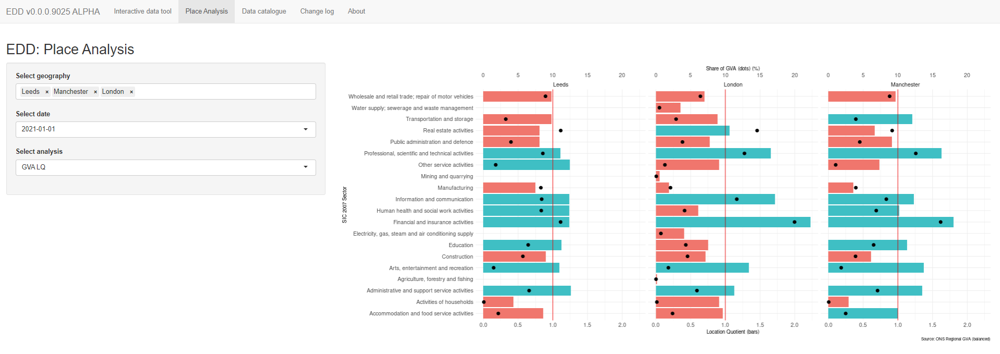 EDD v0.0.0.9025 ALPHA Interactive data tool Place Analysis Data catalogue Change log About
EDD: Place Analysis
Select geography
Leeds × Manchester × London ×
Select date
2021-01-01
Select analysis
GVA LQ
Share of GVA (dots) (%)
0 5 10 15 20 0 5 10 15 20 0 5 10 15 20
Leeds London Manchester
SIC 2007 Sector
Wholesale and retail trade; repair of motor vehicles
Water supply; sewerage and waste management
Transportation and storage
Real estate activities
Public administration and defence
Professional, scientific and technical activities
Other service activities
Mining and quarrying
Manufacturing
Information and communication
Human health and social work activities
Financial and insurance activities
Electricity, gas, steam and air conditioning supply
Education
Construction
Arts, entertainment and recreation
Agriculture, forestry and fishing
Administrative and support service activities
Activities of households
Accommodation and food service activities
0.0 0.5 1.0 1.5 2.0 0.0 0.5 1.0 1.5 2.0 0.0 0.5 1.0 1.5 2.0
Location Quotient (bars)
Source: ONS Regional GVA (balanced)